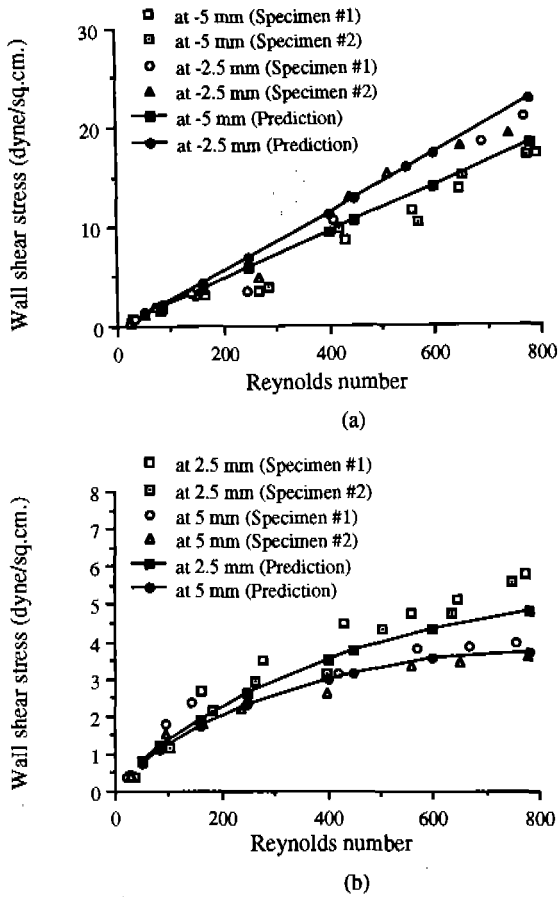 at -5 mm (Specimen #1)
at -5 mm (Specimen #2)
at -2.5 mm (Specimen #1)
at -2.5 mm (Specimen #2)
at -5 mm (Prediction)
at -2.5 mm (Prediction)
Wall shear stress (dyne/sq.cm.)
30
20
10
0
0 200 400 600 800
Reynolds number
(a)
at 2.5 mm (Specimen #1)
at 2.5 mm (Specimen #2)
at 5 mm (Specimen #1)
at 5 mm (Specimen #2)
at 2.5 mm (Prediction)
at 5 mm (Prediction)
Wall shear stress (dyne/sq.cm.)
8
7
6
5
4
3
2
1
0
0 200 400 600 800
Reynolds number
(b)